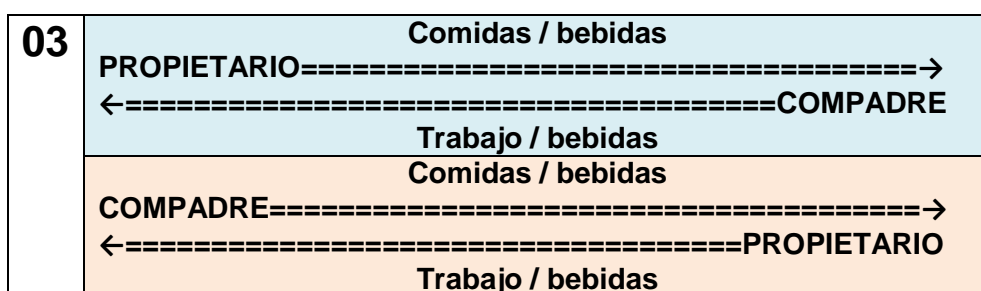 03
Comidas / bebidas
PROPIETARIO====================================→
←======================================COMPADRE
Trabajo / bebidas
Comidas / bebidas
COMPADRE======================================→
←====================================PROPIETARIO
Trabajo / bebidas